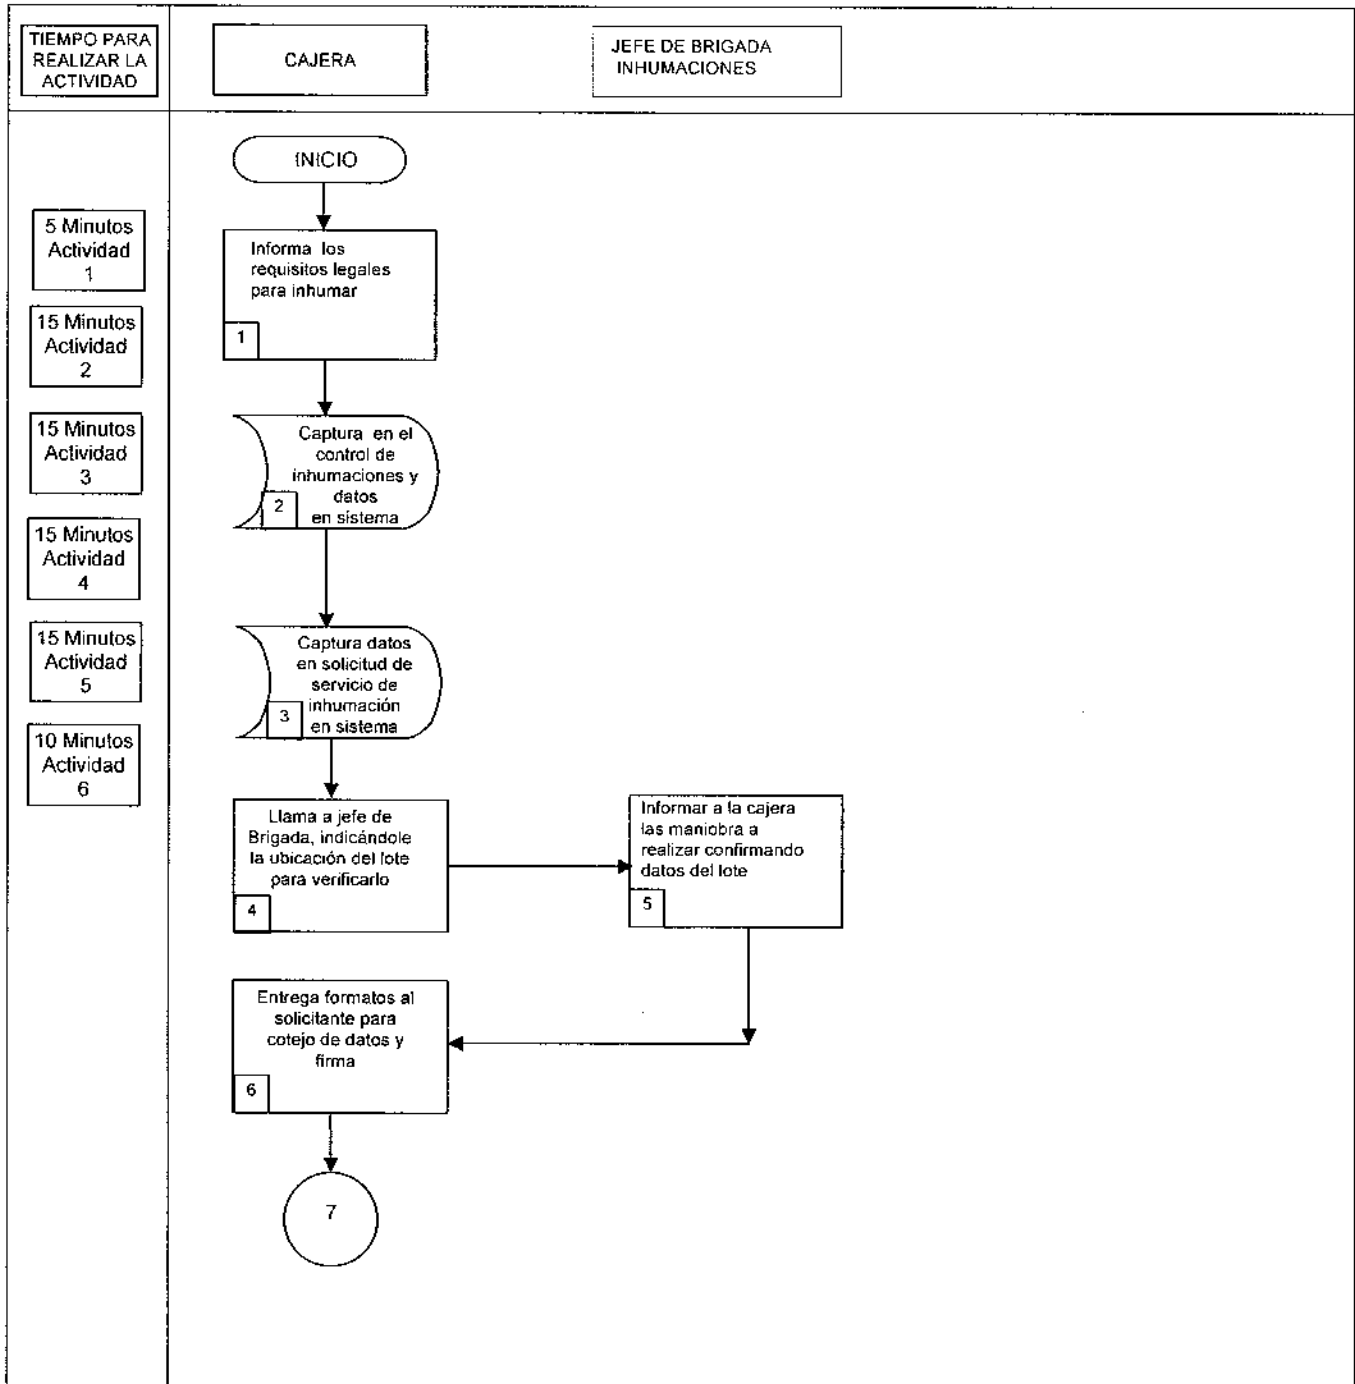 TIEMPO PARA
REALIZAR LA
ACTIVIDAD
CAJERA
JEFE DE BRIGADA
INHUMACIONES
INICIO
5 Minutos
Actividad
1
Informa los
requisitos legales
para inhumar
1
15 Minutos
Actividad
2
Captura en el
control de
inhumaciones y
datos
en sistema
2
15 Minutos
Actividad
3
15 Minutos
Actividad
4
Captura datos
en solicitud de
servicio de
inhumación
en sistema
3
15 Minutos
Actividad
5
10 Minutos
Actividad
6
Llama a jefe de
Brigada, indicándole
la ubicación del lote
para verificarlo
4
Informar a la cajera
las maniobra a
realizar confirmando
datos del lote
5
Entrega formatos al
solicitante para
cotejo de datos y
firma
6
7